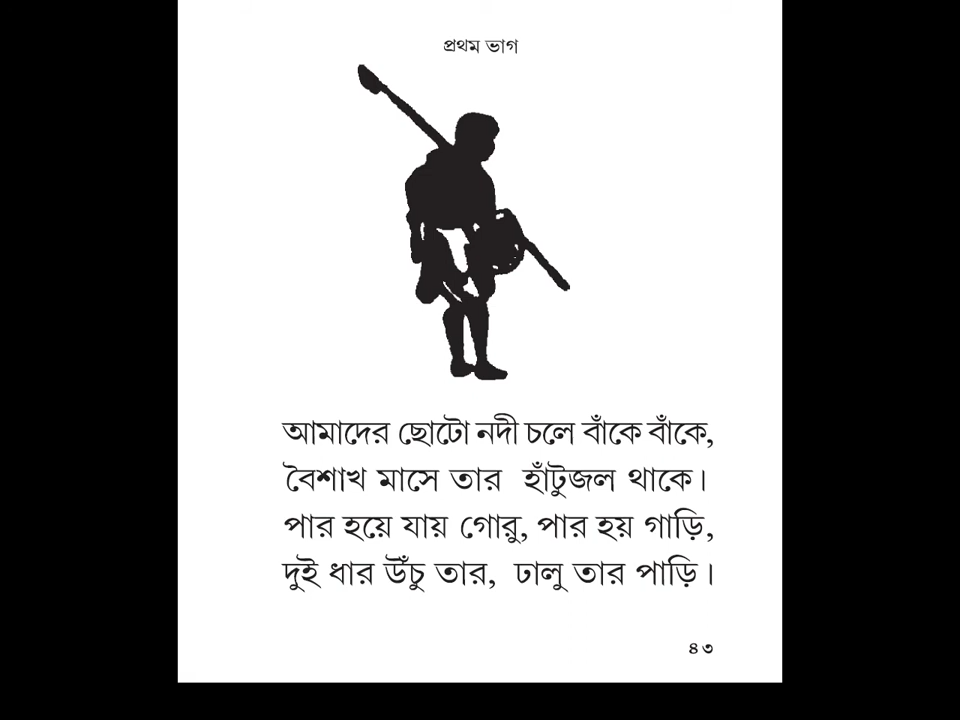 প্রথম ভাগ
আমাদের ছোটো নদী চলে বাঁকে বাঁকে,
বৈশাখ মাসে তার হাঁটুজল থাকে।
পার হয়ে যায় গোরু, পার হয় গাড়ি,
দুই ধার উঁচু তার, ঢালু তার পাড়ি।
৪৩